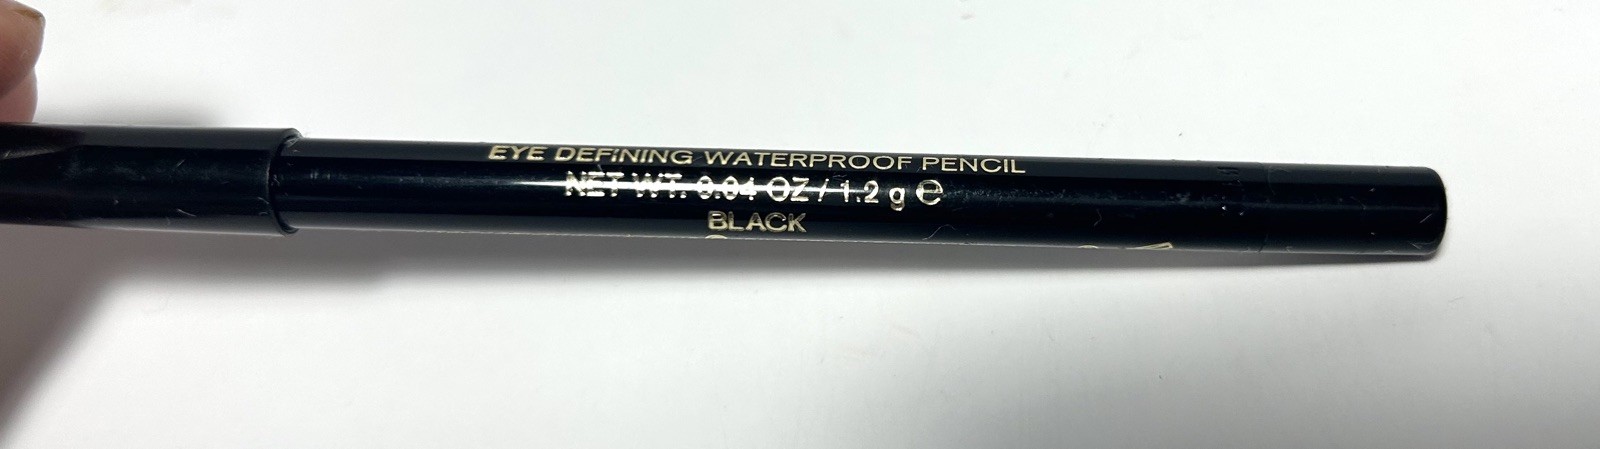 EYE DEFINING WATERPROOF PENCIL
NET WT. 0.04 OZ / 1.2 g ℮
BLACK